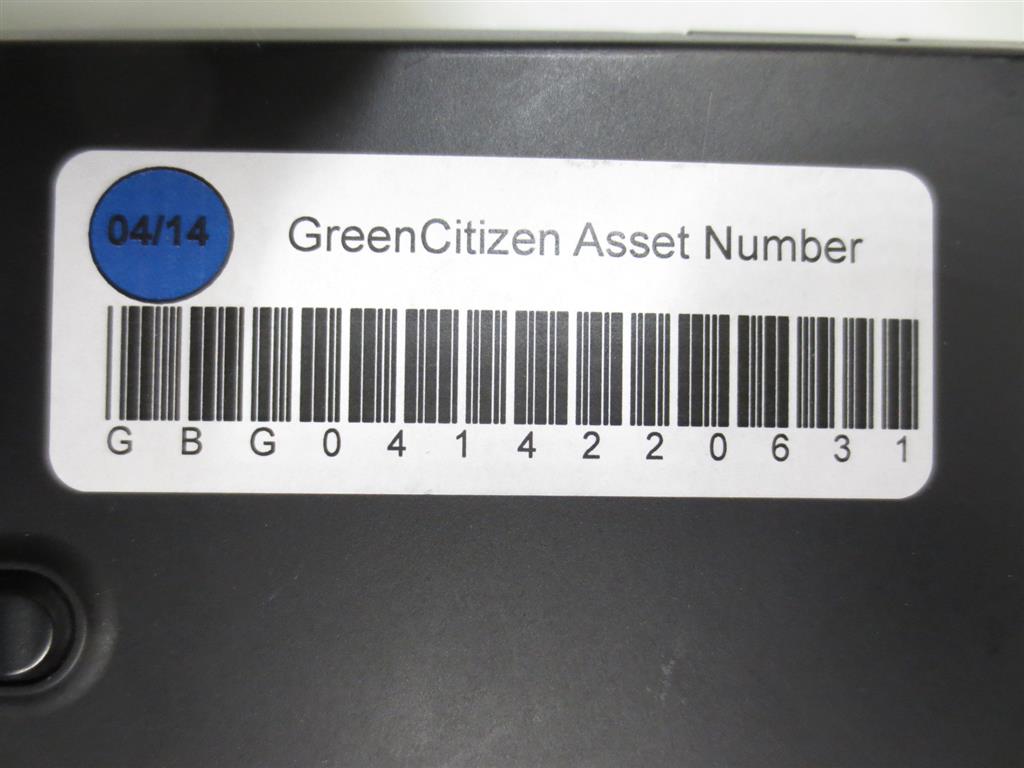 04/14
GreenCitizen Asset Number
G B G 0 4 1 4 2 2 0 6 3 1